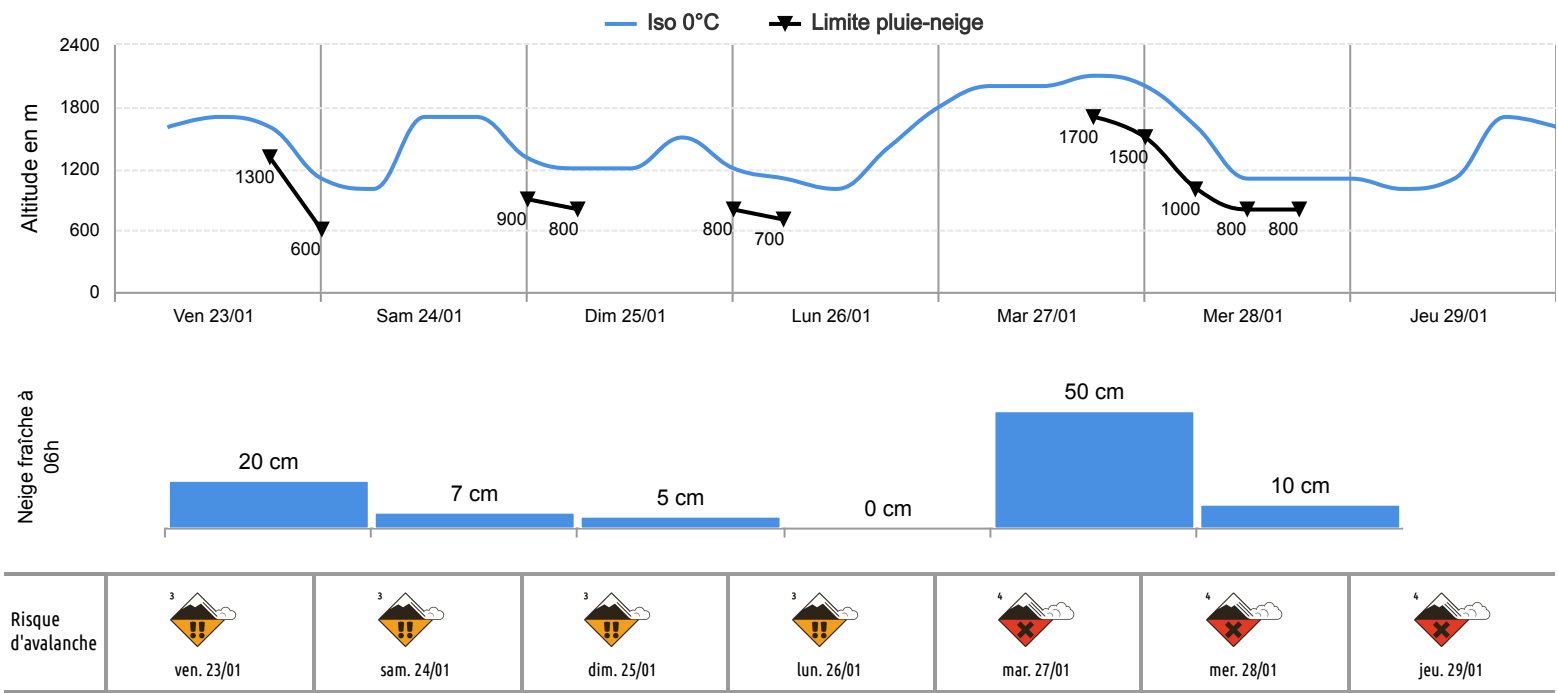 Iso 0°C Limite pluie-neige
Altitude en m
2400
1800
1200
600
0
1300
600
900
800
800
700
1700
1500
1000
800
800
Ven 23/01 Sam 24/01 Dim 25/01 Lun 26/01 Mar 27/01 Mer 28/01 Jeu 29/01
Neige fraîche à
06h
20 cm
7 cm
5 cm
0 cm
50 cm
10 cm
Risque
d'avalanche
3 3 3 3 4 4 4
!! !! !! !!
ven. 23/01 sam. 24/01 dim. 25/01 lun. 26/01 mar. 27/01 mer. 28/01 jeu. 29/01